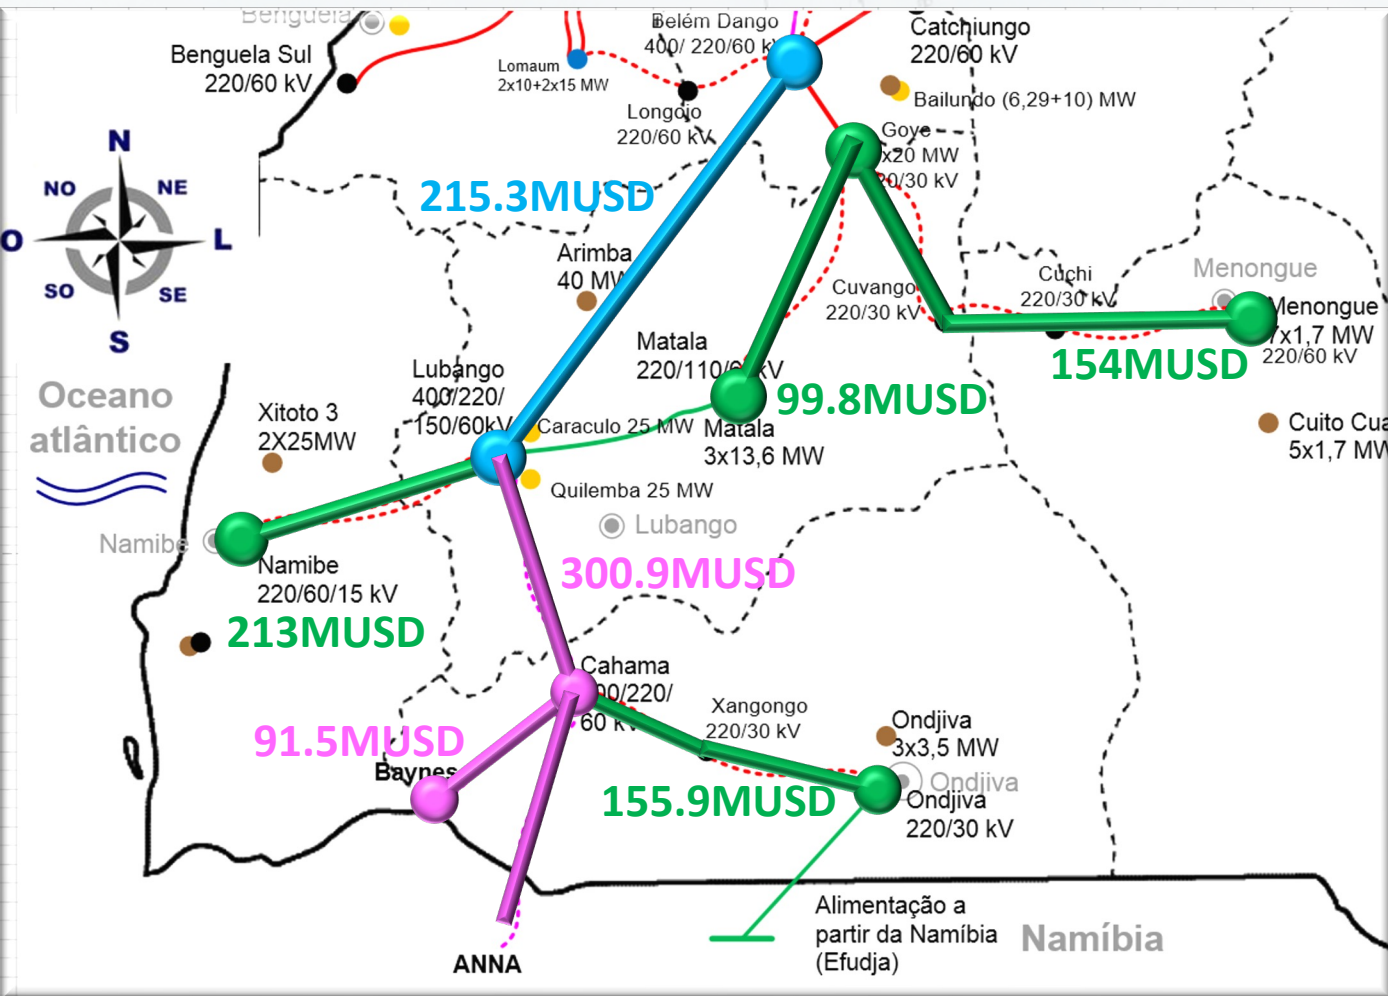 Benguela
Benguela Sul
220/60 kV
Lomaum
2x10+2x15 MW
Belém Dango
400/ 220/60 kV
Catchiungo
220/60 kV
Bailundo (6,29+10) MW
Longoio
220/60 kV
Gove
x20 MW
20/30 kV
N
NO
NE
O
L
SO
SE
S
215.3MUSD
Arimba
40 MW
Cuvango
220/30 kV
Cuchi
220/30 kV
Menongue
Menongue
7x1,7 MW
220/60 kV
154MUSD
Matala
220/110/60 kV
99.8MUSD
Matala
3x13,6 MW
Lubango
400/220/
150/60kV
Caraculo 25 MW
Quilemba 25 MW
Lubango
Cuito Cua
5x1,7 MW
Oceano
atlântico
Xitoto 3
2X25MW
Namibe
Namibe
220/60/15 kV
213MUSD
300.9MUSD
Cahama
00/220/
60 kV
91.5MUSD
Baynes
Xangongo
220/30 kV
155.9MUSD
Ondjiva
3x3,5 MW
Ondjiva
Ondjiva
220/30 kV
Alimentação a
partir da Namíbia
(Efudja)
Namíbia
ANNA